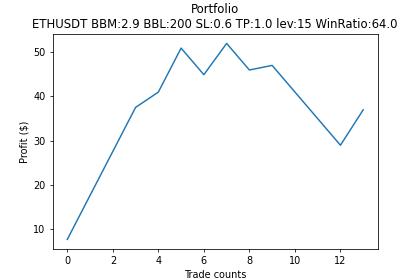 Portfolio
ETHUSDT BBM:2.9 BBL:200 SL:0.6 TP:1.0 lev:15 WinRatio:64.0
50
40
30
20
10
Profit ($)
0 2 4 6 8 10 12
Trade counts